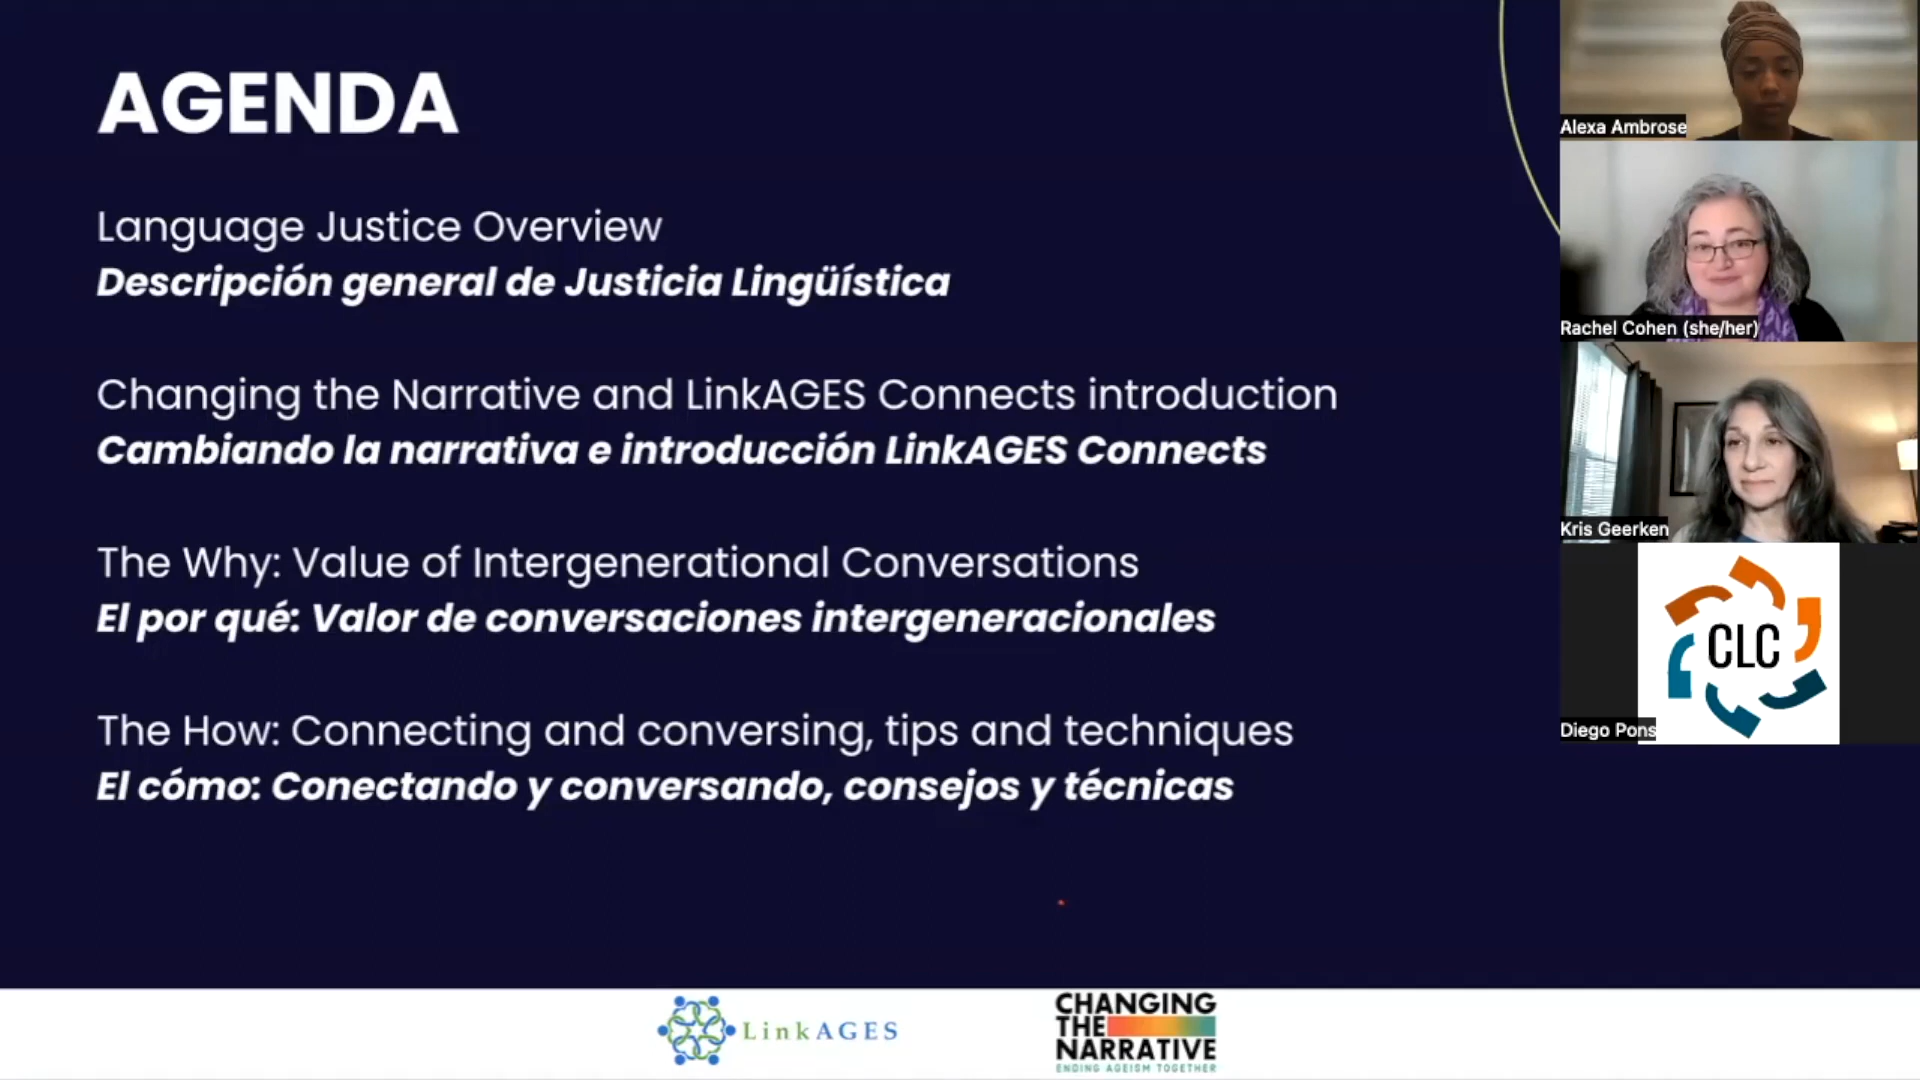 AGENDA
Language Justice Overview
Descripción general de Justicia Lingüística
Changing the Narrative and LinkAGES Connects introduction
Cambiando la narrativa e introducción LinkAGES Connects
The Why: Value of Intergenerational Conversations
El por qué: Valor de conversaciones intergeneracionales
The How: Connecting and conversing, tips and techniques
El cómo: Conectando y conversando, consejos y técnicas
Alexa Ambrose
Rachel Cohen (she/her)
Kris Geerken
CLC
Diego Pons
LinkAGES
CHANGING
THE
NARRATIVE
ENDING AGEISM TOGETHER